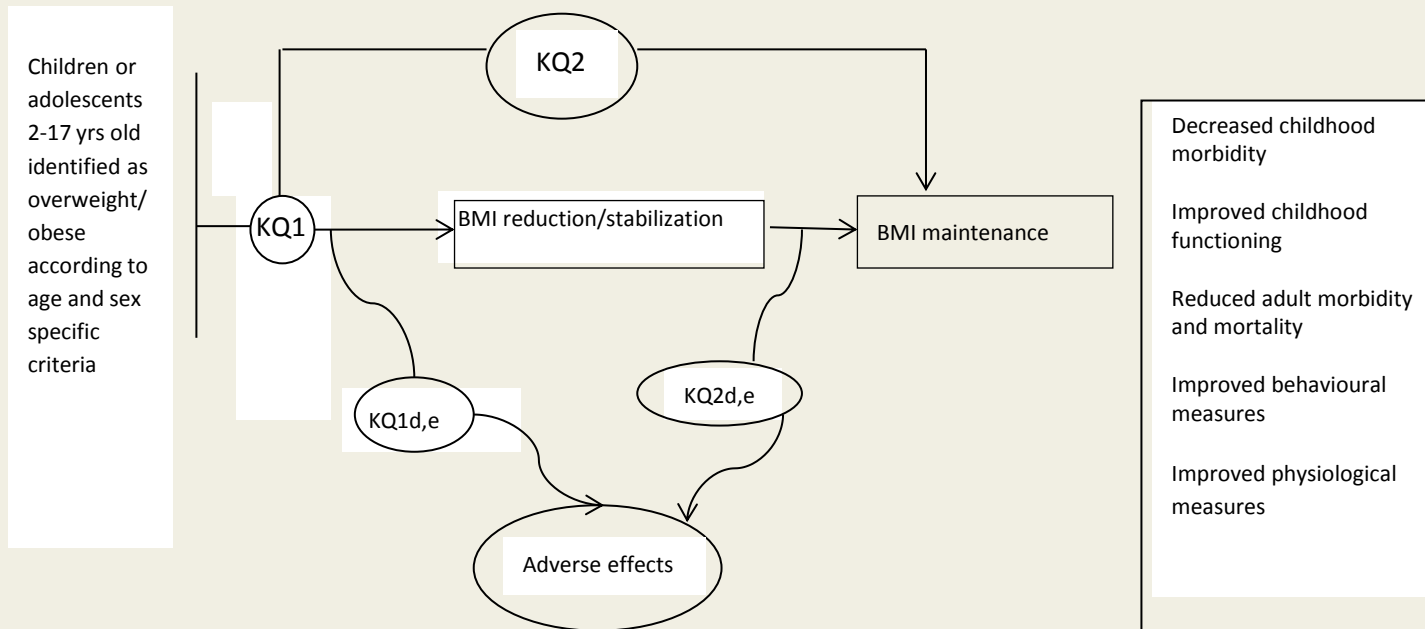 Children or
adolescents
2-17 yrs old
identified as
overweight/
obese
according to
age and sex
specific
criteria
KQ2
KQ1
BMI reduction/stabilization
BMI maintenance
KQ1d,e
KQ2d,e
Adverse effects
Decreased childhood
morbidity
Improved childhood
functioning
Reduced adult morbidity
and mortality
Improved behavioural
measures
Improved physiological
measures